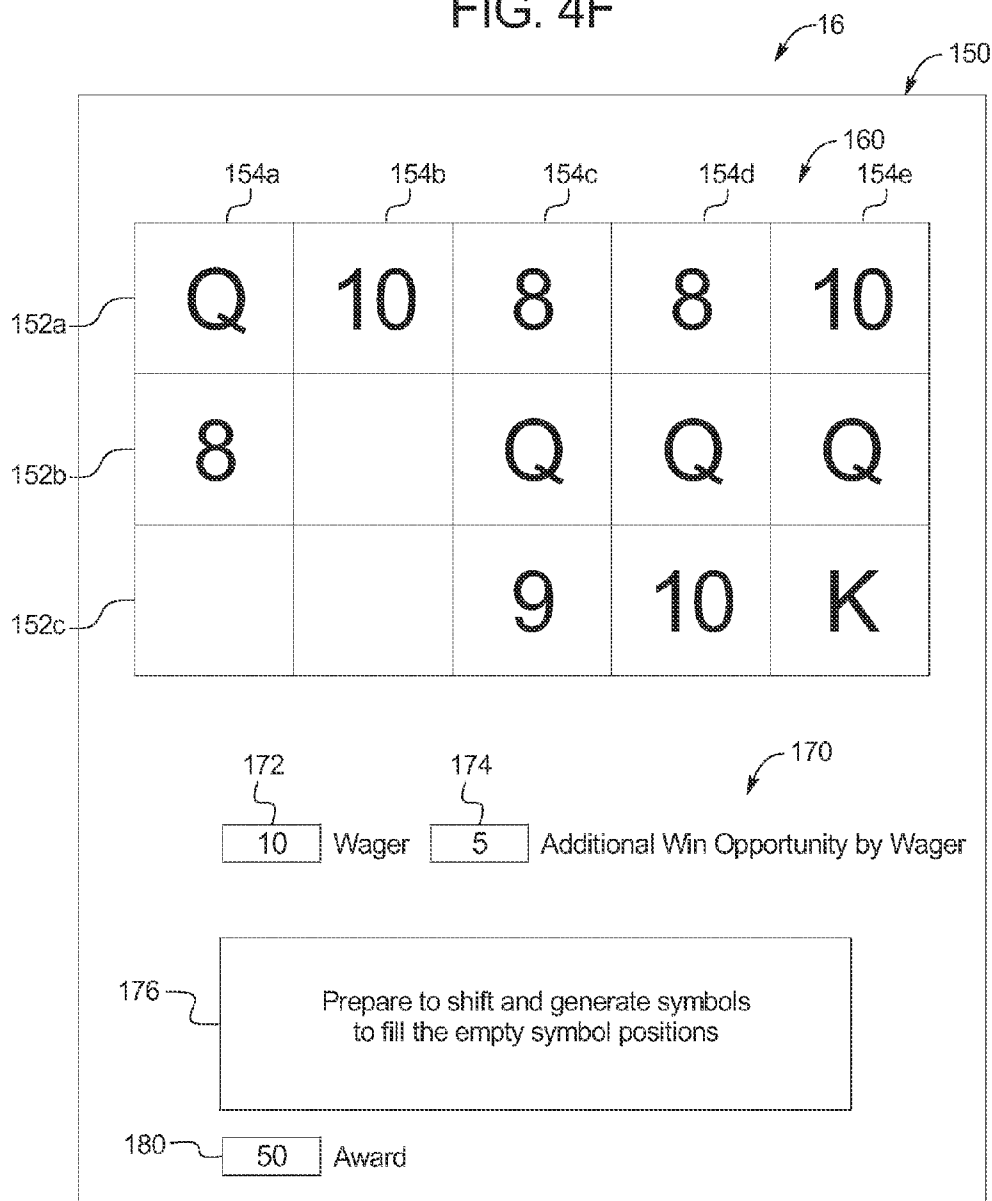 FIG. 4F
16
150
160
154a 154b 154c 154d 154e
152a Q 10 8 8 10
152b 8 Q Q Q
152c 9 10 K
172 174 170
10 Wager 5 Additional Win Opportunity by Wager
176
Prepare to shift and generate symbols
to fill the empty symbol positions
180 50 Award